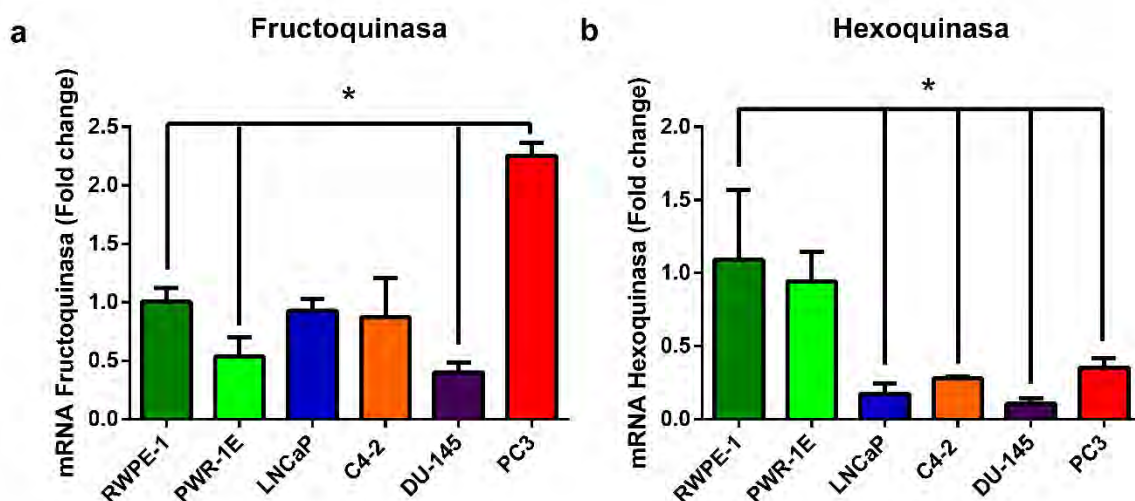 a
Fructoquinasa
mRNA Fructoquinasa (Fold change)
*
2.5
2.0
1.5
1.0
0.5
0.0
RWPE-1
PWR-1E
LNCaP
C4-2
DU-145
PC3
b
Hexoquinasa
mRNA Hexoquinasa (Fold change)
*
2.0
1.5
1.0
0.5
0.0
RWPE-1
PWR-1E
LNCaP
C4-2
DU-145
PC3